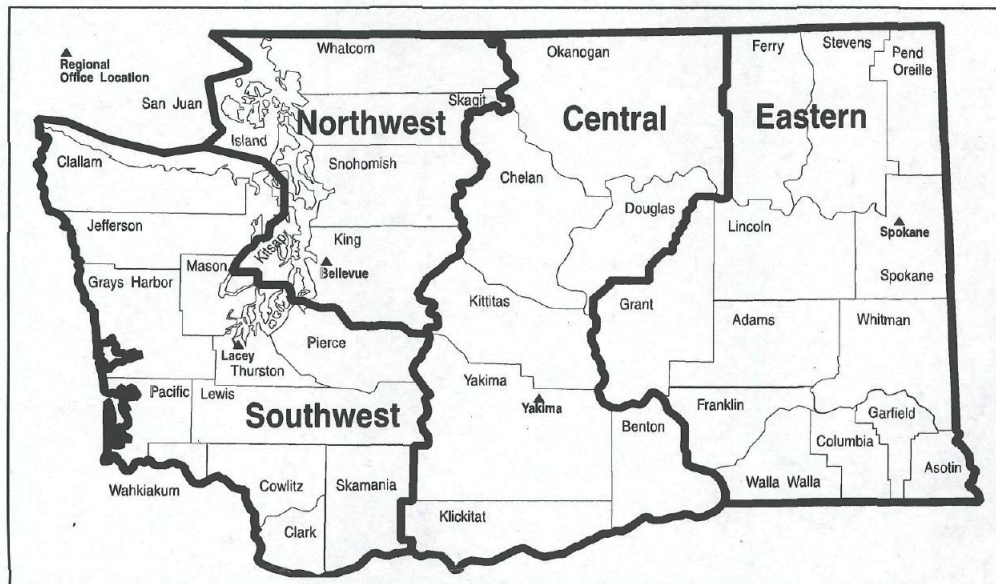 Regional
Office Location
San Juan
Whatcom
Skagit
Island
Northwest
Snohomish
King
Bellevue
Kitsap
Clallam
Jefferson
Grays Harbor
Mason
Lacey
Thurston
Pierce
Pacific
Lewis
Southwest
Wahkiakum
Cowlitz
Skamania
Clark
Okanogan
Central
Chelan
Douglas
Kittitas
Yakima
Yakima
Benton
Klickitat
Ferry
Stevens
Pend
Oreille
Eastern
Lincoln
Spokane
Spokane
Grant
Adams
Whitman
Franklin
Garfield
Columbia
Walla Walla
Asotin